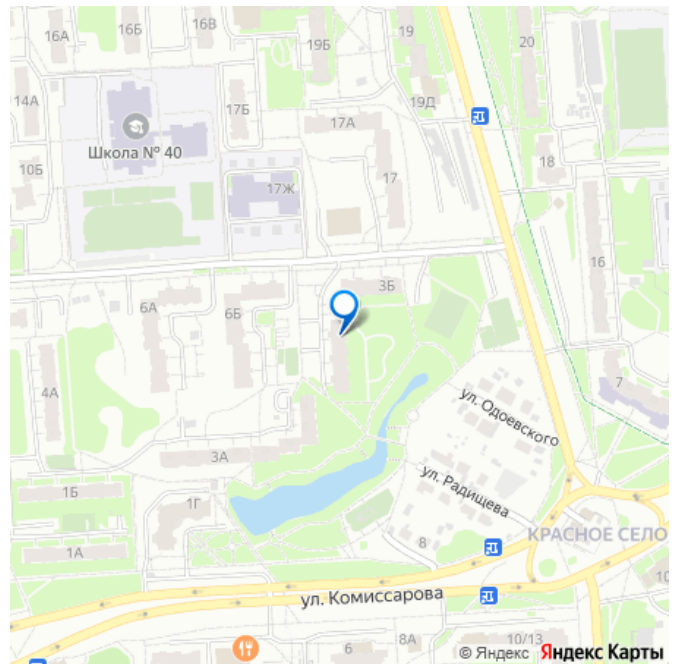 16А
16Б
16В
19Б
19
20
14А
17Б
19Д
17А
Школа № 40
18
10Б
17Ж
17
16
3Б
6А
6Б
7
4А
ул. Одоевского
3А
ул. Радищева
1Б
1Г
КРАСНОЕ СЕЛО
8
1А
10
ул. Комиссарова
6
8А
10/13
© Яндекс Яндекс Карты